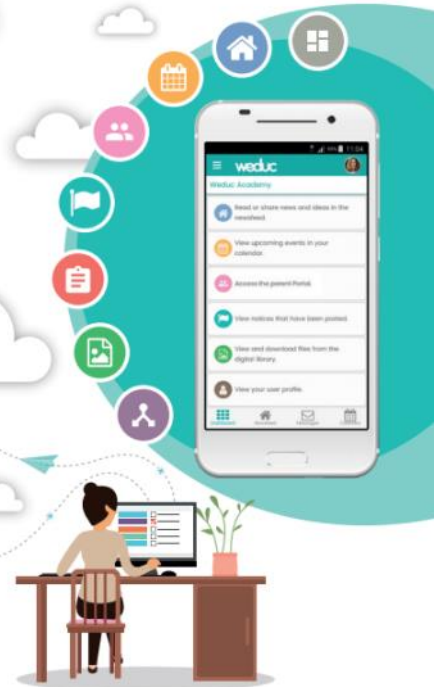 11:04
weduc
Weduc Academy
Read or share news and ideas in the
newsfeed.
View upcoming events in your
calendar.
Access the parent Portal.
View notices that have been posted.
View and download files from the
digital library.
View your user profile.